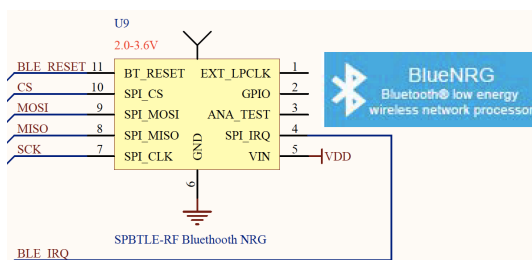 U9
2.0-3.6V
BLE_RESET 11 BT_RESET EXT_LPCLK 1
CS 10 SPI_CS GPIO 2
MOSI 9 SPI_MOSI ANA_TEST 3
MISO 8 SPI_MISO SPI_IRQ 4
SCK 7 SPI_CLK GND VIN 5 VDD
6
SPBTLE-RF Bluethooth NRG
BLE_IRQ
BlueNRG
Bluetooth® low energy
wireless network processor